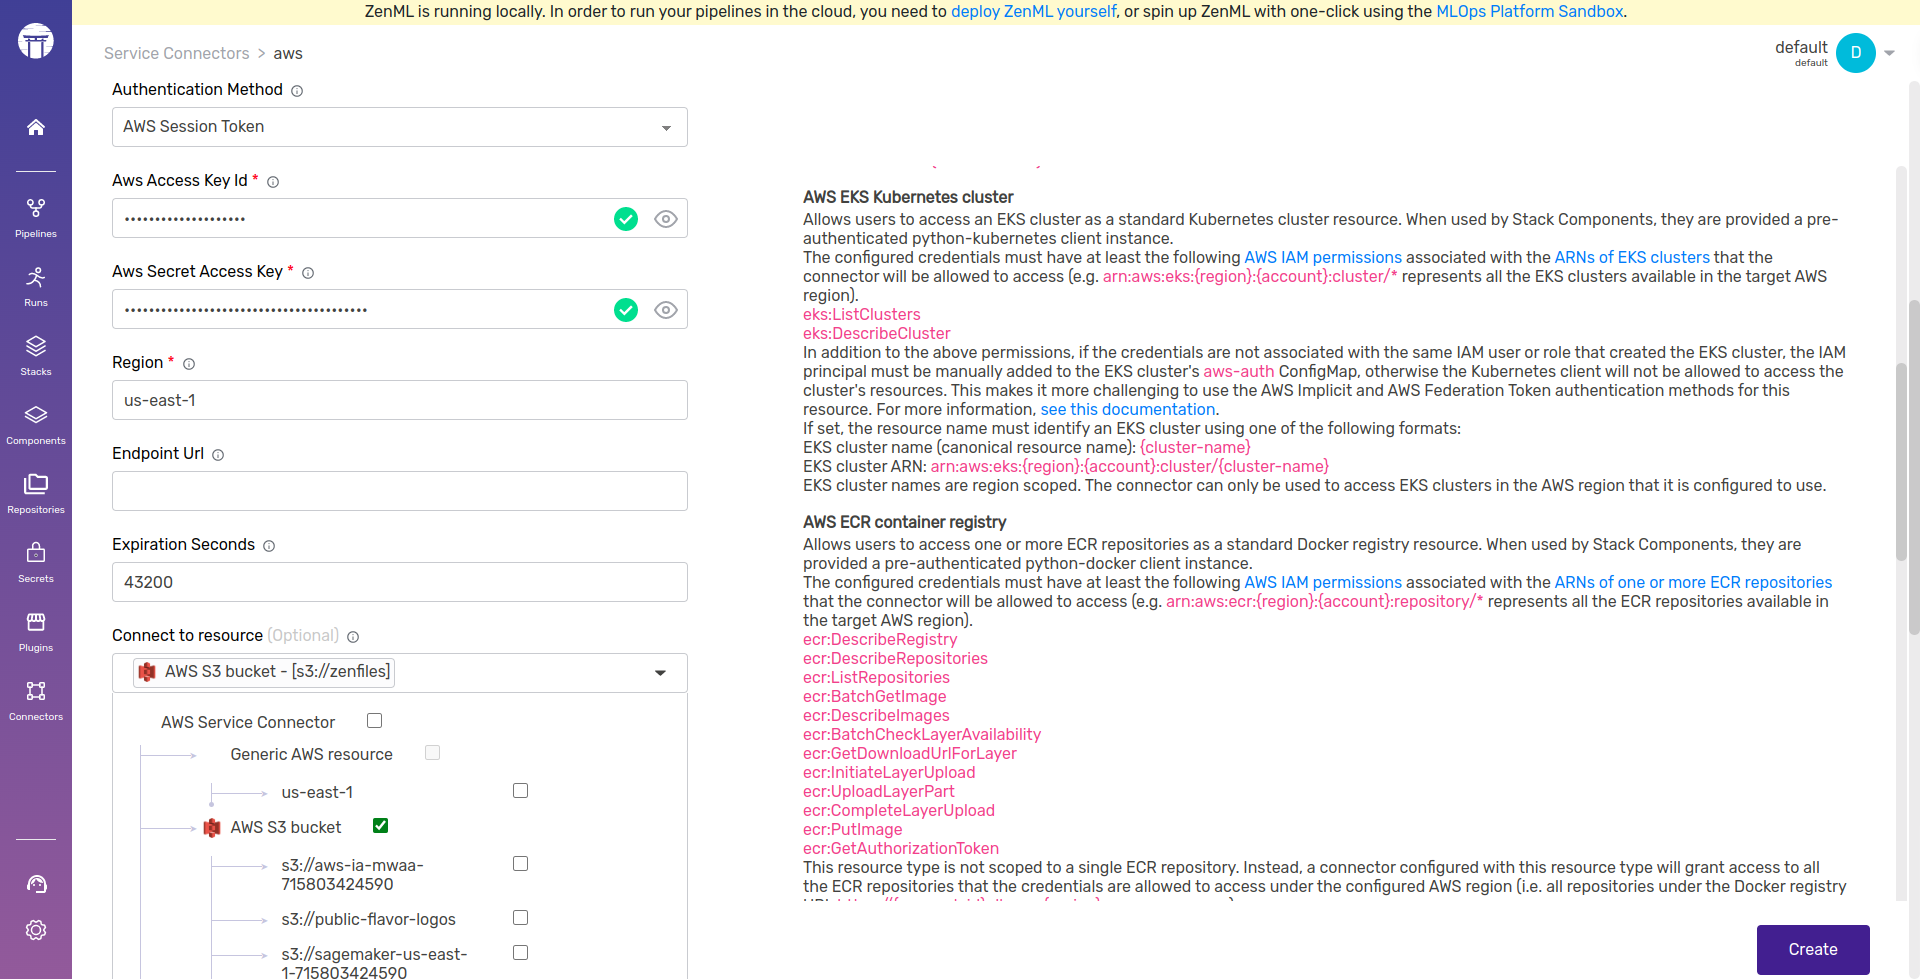 ZenML is running locally. In order to run your pipelines in the cloud, you need to deploy ZenML yourself, or spin up ZenML with one-click using the MLOps Platform Sandbox.
Service Connectors > aws
default
default
D
Pipelines
Runs
Stacks
Components
Repositories
Secrets
Plugins
Connectors
Authentication Method
AWS Session Token
Aws Access Key Id *
••••••••••••••••••••
Aws Secret Access Key *
••••••••••••••••••••••••••••••••••••••••
Region *
us-east-1
Endpoint Url
Expiration Seconds
43200
Connect to resource (Optional)
AWS S3 bucket - [s3://zenfiles]
AWS Service Connector
Generic AWS resource
us-east-1
AWS S3 bucket
s3://aws-ia-mwaa-
715803424590
s3://public-flavor-logos
s3://sagemaker-us-east-
1-715803424590
AWS EKS Kubernetes cluster
Allows users to access an EKS cluster as a standard Kubernetes cluster resource. When used by Stack Components, they are provided a pre-
authenticated python-kubernetes client instance.
The configured credentials must have at least the following AWS IAM permissions associated with the ARNs of EKS clusters that the
connector will be allowed to access (e.g. arn:aws:eks:{region}:{account}:cluster/* represents all the EKS clusters available in the target AWS
region).
eks:ListClusters
eks:DescribeCluster
In addition to the above permissions, if the credentials are not associated with the same IAM user or role that created the EKS cluster, the IAM
principal must be manually added to the EKS cluster's aws-auth ConfigMap, otherwise the Kubernetes client will not be allowed to access the
cluster's resources. This makes it more challenging to use the AWS Implicit and AWS Federation Token authentication methods for this
resource. For more information, see this documentation.
If set, the resource name must identify an EKS cluster using one of the following formats:
EKS cluster name (canonical resource name): {cluster-name}
EKS cluster ARN: arn:aws:eks:{region}:{account}:cluster/{cluster-name}
EKS cluster names are region scoped. The connector can only be used to access EKS clusters in the AWS region that it is configured to use.
AWS ECR container registry
Allows users to access one or more ECR repositories as a standard Docker registry resource. When used by Stack Components, they are
provided a pre-authenticated python-docker client instance.
The configured credentials must have at least the following AWS IAM permissions associated with the ARNs of one or more ECR repositories
that the connector will be allowed to access (e.g. arn:aws:ecr:{region}:{account}:repository/* represents all the ECR repositories available in
the target AWS region).
ecr:DescribeRegistry
ecr:DescribeRepositories
ecr:ListRepositories
ecr:BatchGetImage
ecr:DescribeImages
ecr:BatchCheckLayerAvailability
ecr:GetDownloadUrlForLayer
ecr:InitiateLayerUpload
ecr:UploadLayerPart
ecr:CompleteLayerUpload
ecr:PutImage
ecr:GetAuthorizationToken
This resource type is not scoped to a single ECR repository. Instead, a connector configured with this resource type will grant access to all
the ECR repositories that the credentials are allowed to access under the configured AWS region (i.e. all repositories under the Docker registry
Create